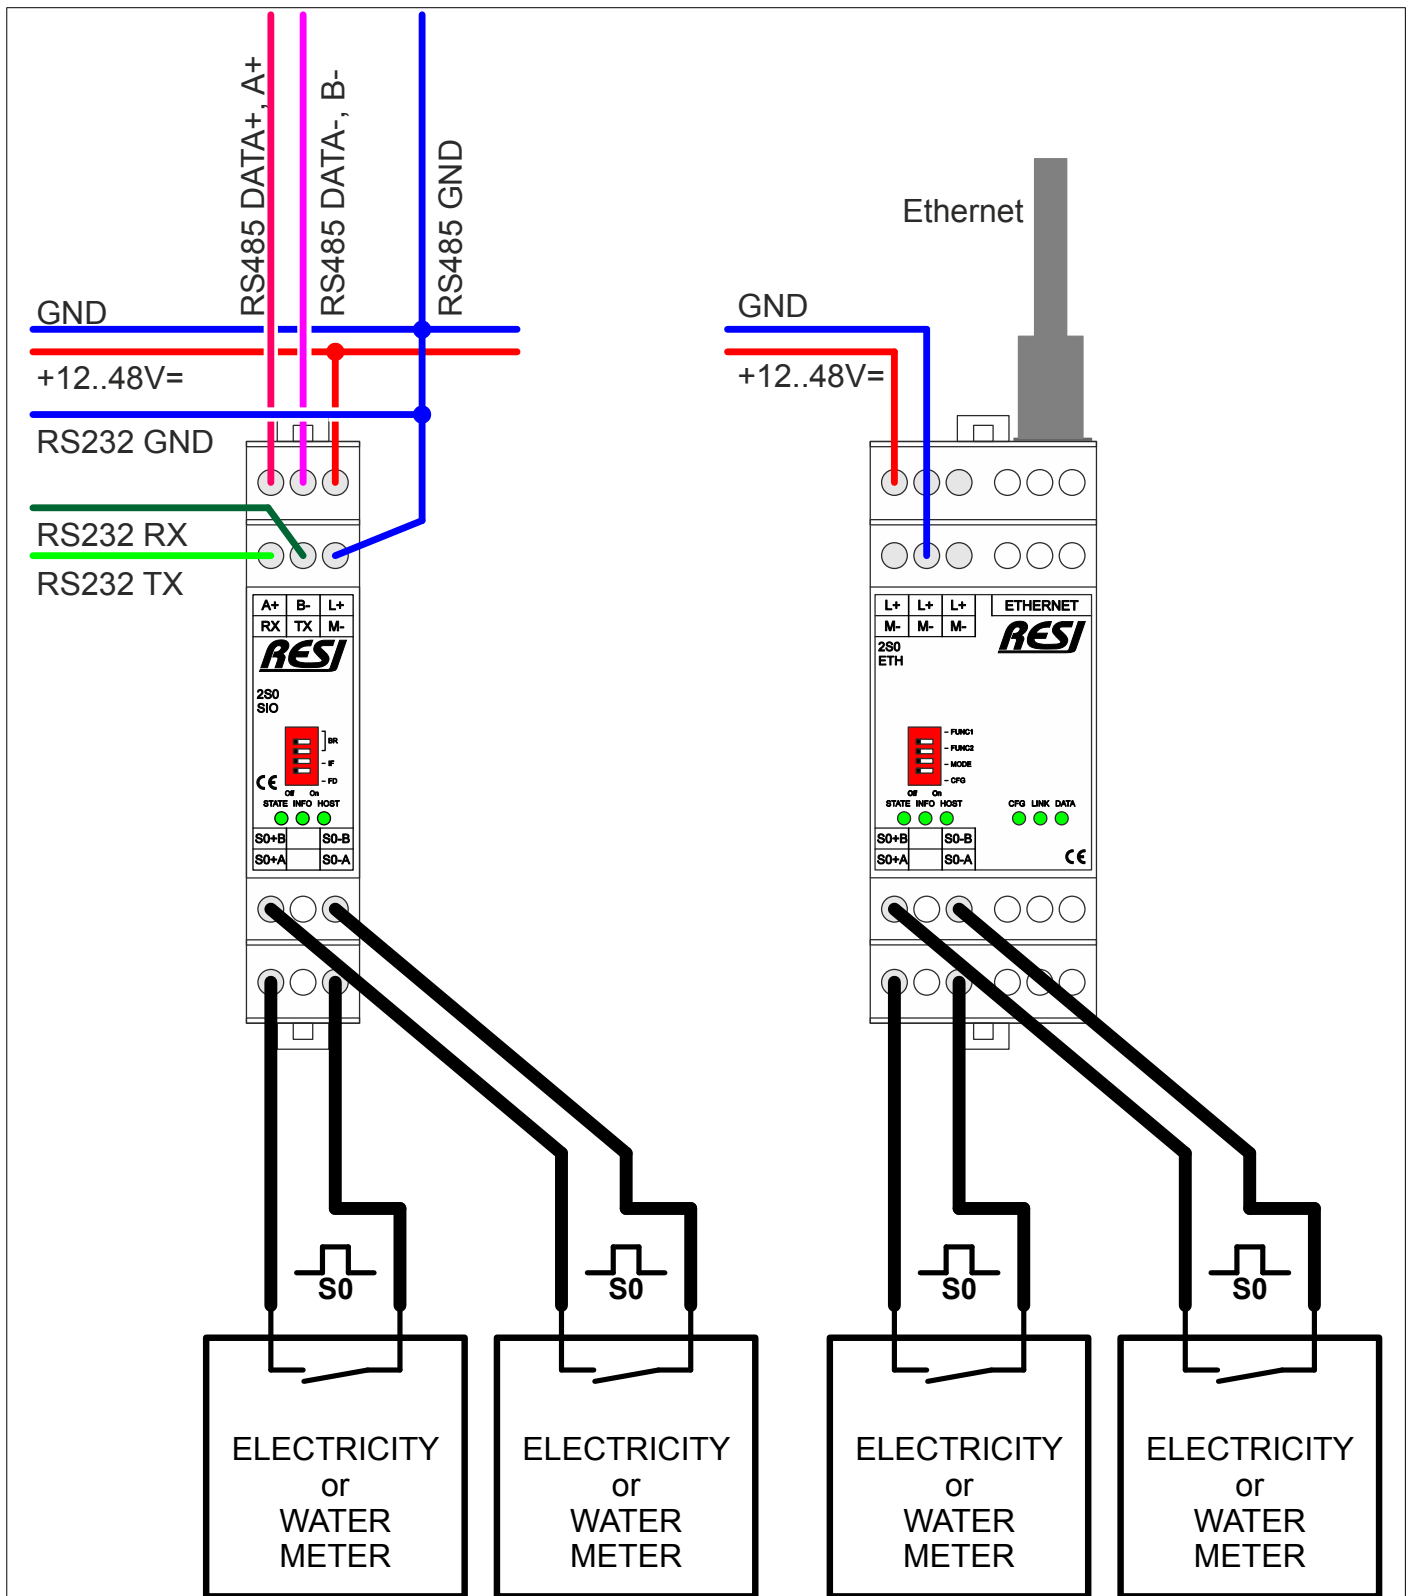 RS485 DATA+, A+
RS485 DATA-, B-
RS485 GND
GND
+12..48V=
RS232 GND
RS232 RX
RS232 TX
A+ B- L+
RX TX M-
RESI
2S0
SIO
BR
IF
FD
CE
Off On
STATE INFO HOST
S0+B S0-B
S0+A S0-A
S0
S0
ELECTRICITY
or
WATER
METER
ELECTRICITY
or
WATER
METER
Ethernet
GND
+12..48V=
L+ L+ L+ ETHERNET
M- M- M-
RESI
2S0
ETH
FUNC1
FUNC2
MODE
CFG
Off On
STATE INFO HOST
CFG LINK DATA
S0+B S0-B
S0+A S0-A
CE
S0
S0
ELECTRICITY
or
WATER
METER
ELECTRICITY
or
WATER
METER